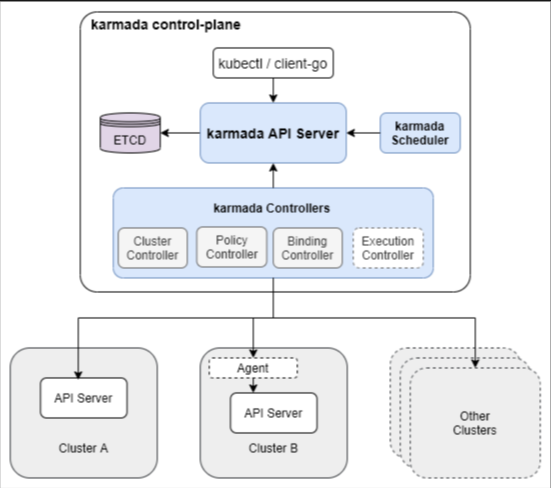 karmada control-plane
kubectl / client-go
ETCD
karmada API Server
karmada
Scheduler
karmada Controllers
Cluster
Controller
Policy
Controller
Binding
Controller
Execution
Controller
API Server
Cluster A
Agent
API Server
Cluster B
Other
Clusters